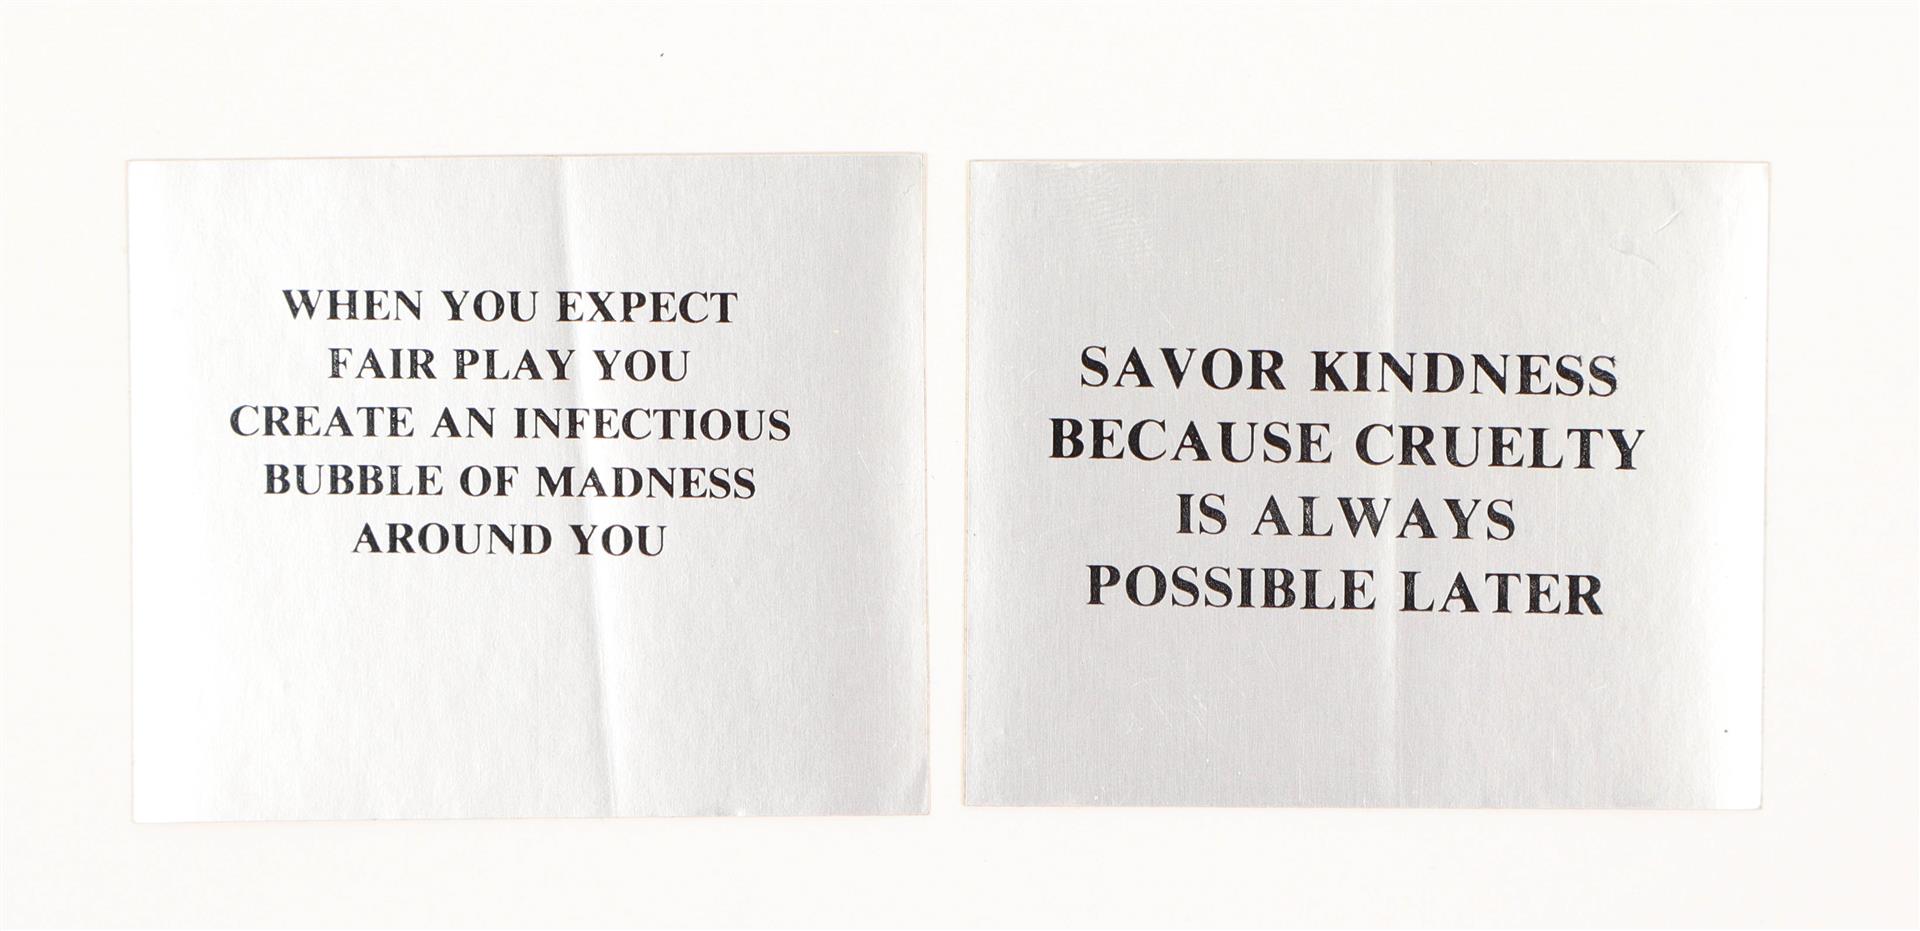 WHEN YOU EXPECT
FAIR PLAY YOU
CREATE AN INFECTIOUS
BUBBLE OF MADNESS
AROUND YOU
SAVOR KINDNESS
BECAUSE CRUELTY
IS ALWAYS
POSSIBLE LATER